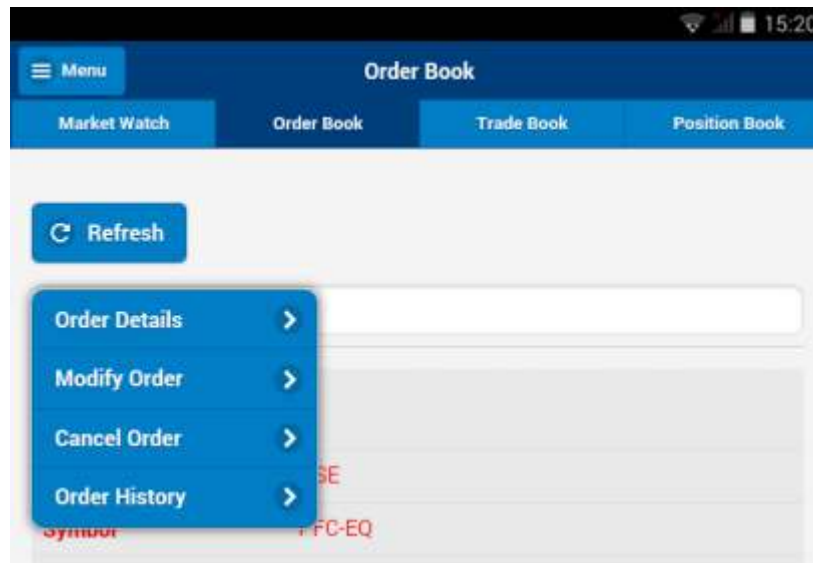 15:20
Menu
Order Book
Market Watch Order Book Trade Book Position Book
Refresh
Order Details
Modify Order
Cancel Order
Order History
SE
Symbol FC-EQ